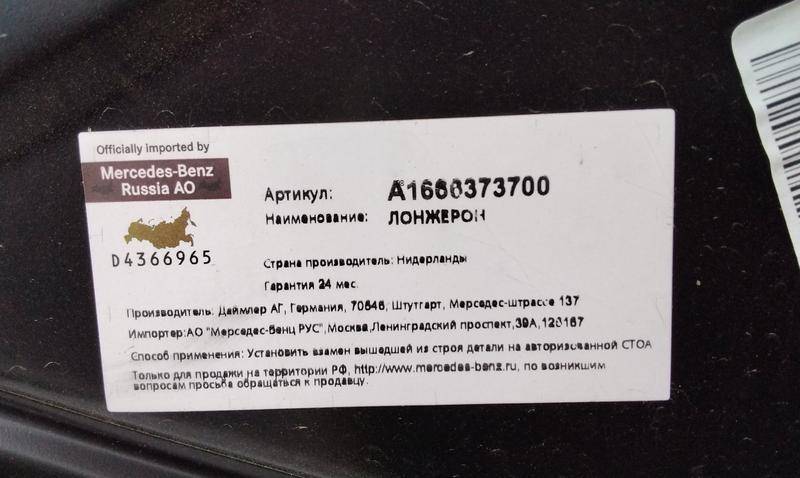 Officially imported by
Mercedes-Benz
Russia AO
D4366965
Артикул: A1666373700
Наименование: ЛОНЖЕРОН
Страна производитель: Нидерланды
Гарантия 24 мес.
Производитель: Даймлер АГ, Германия, 70546, Штутгарт, Мерседес-штрассе 137
Импортер:АО "Мерседес-Бенц РУС",Москва,Ленинградский проспект,39А,123167
Способ применения: Установить взамен вышедшей из строя детали на авторизованной СТОА
Только для продажи на территории РФ, http://www.mercedes-benz.ru, по возникшим
вопросам просьба обращаться к продавцу.